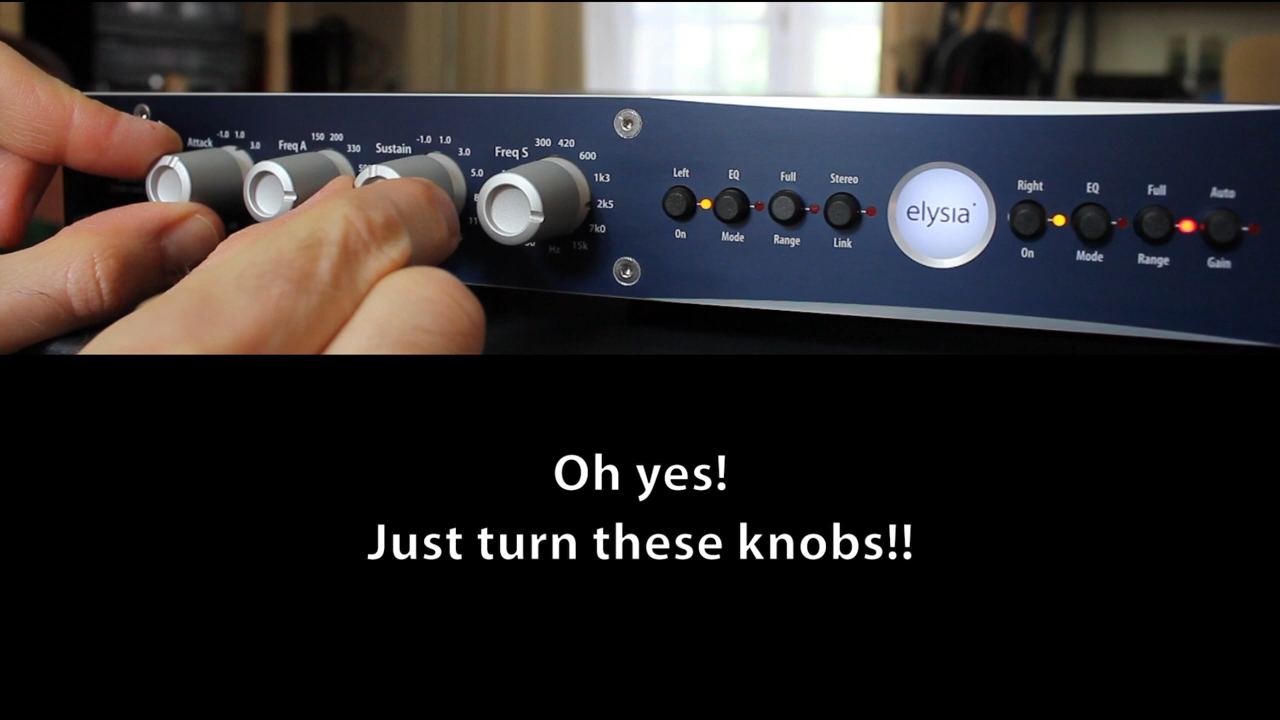 Attack
-1.0 1.0
3.0
Freq A
150 200
330
Sustain
-1.0 1.0
3.0
5.0
Freq S
300 420
600
1k3
2k5
7k0
15k
Hz
Left
On
EQ
Mode
Full
Range
Stereo
Link
elysia
Right
On
EQ
Mode
Full
Range
Auto
Gain
Oh yes!
Just turn these knobs!!